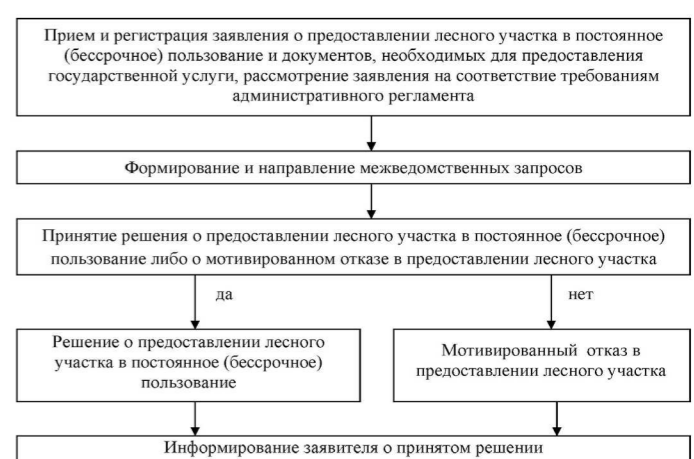 Прием и регистрация заявления о предоставлении лесного участка в постоянное
(бессрочное) пользование и документов, необходимых для предоставления
государственной услуги, рассмотрение заявления на соответствие требованиям
административного регламента
Формирование и направление межведомственных запросов
Принятие решения о предоставлении лесного участка в постоянное (бессрочное)
пользование либо о мотивированном отказе в предоставлении лесного участка
да
нет
Решение о предоставлении лесного
участка в постоянное (бессрочное)
пользование
Мотивированный отказ в
предоставлении лесного участка
Информирование заявителя о принятом решении